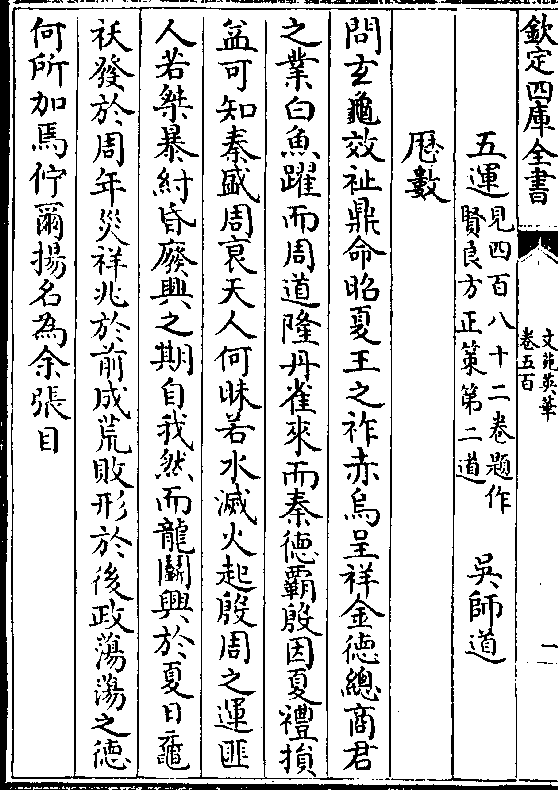 欽定四庫全書
文苑英華
卷五百
一
五運見四百八十二卷題作
賢良方正策第二道
吳師道
厯數
問玄龜效祉鼎命昭夏王之祚赤烏呈祥金徳總商君
之業白魚躍而周道隆丹雀來而秦徳霸殷因夏禮損
益可知秦盛周衰天人何昧若水滅火起殷周之運匪
人若桀暴紂昏廢興之期自我然而龍鬭興於夏日黿
祅發於周年災祥兆於前成荒敗形於後政蕩蕩之徳
何所加焉佇爾揚名為余張目